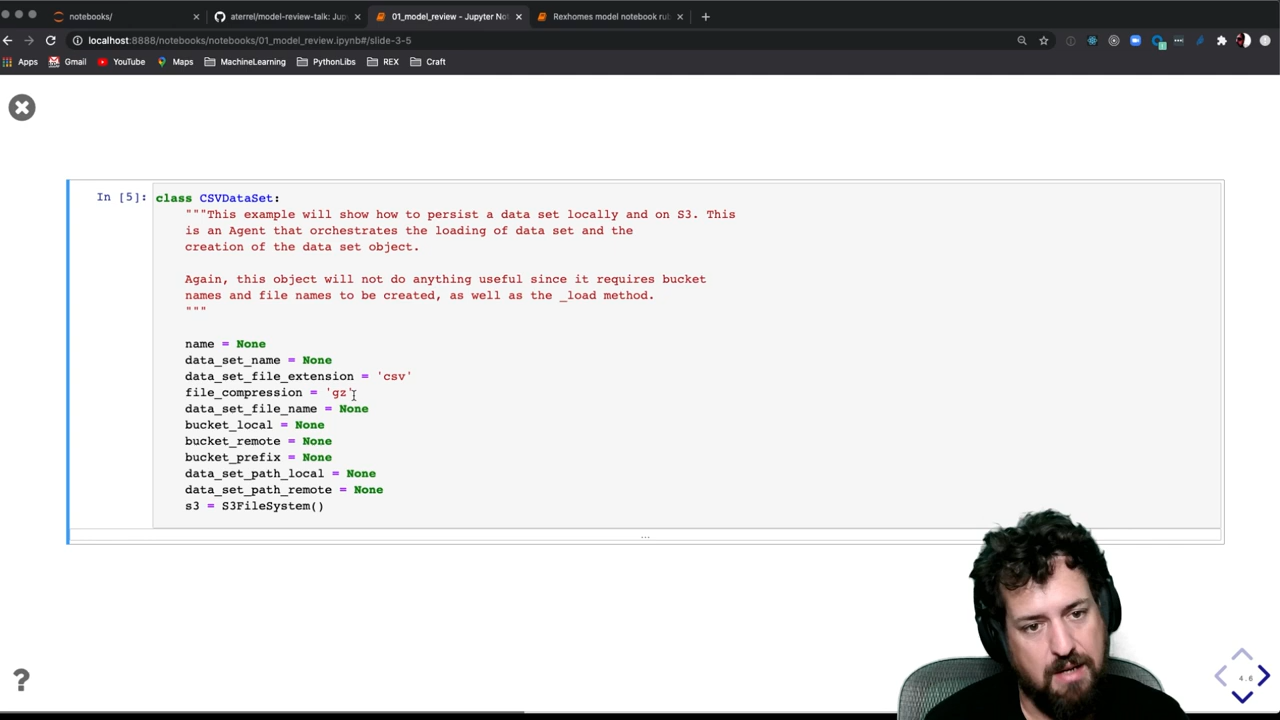 notebooks/
aterrel/model-review-talk: Jup
01_model_review - Jupyter No
Rexhomes model notebook rub
localhost:8888/notebooks/notebooks/01_model_review.ipynb#/slide-3-5
Apps Gmail YouTube Maps MachineLearning PythonLibs REX Craft
In [5]: class CSVDataSet:
"""This example will show how to persist a data set locally and on S3. This
is an Agent that orchestrates the loading of data set and the
creation of the data set object.
Again, this object will not do anything useful since it requires bucket
names and file names to be created, as well as the _load method.
"""
name = None
data_set_name = None
data_set_file_extension = 'csv'
file_compression = 'gz'
data_set_file_name = None
bucket_local = None
bucket_remote = None
bucket_prefix = None
data_set_path_local = None
data_set_path_remote = None
s3 = S3FileSystem()
...
?
4.6